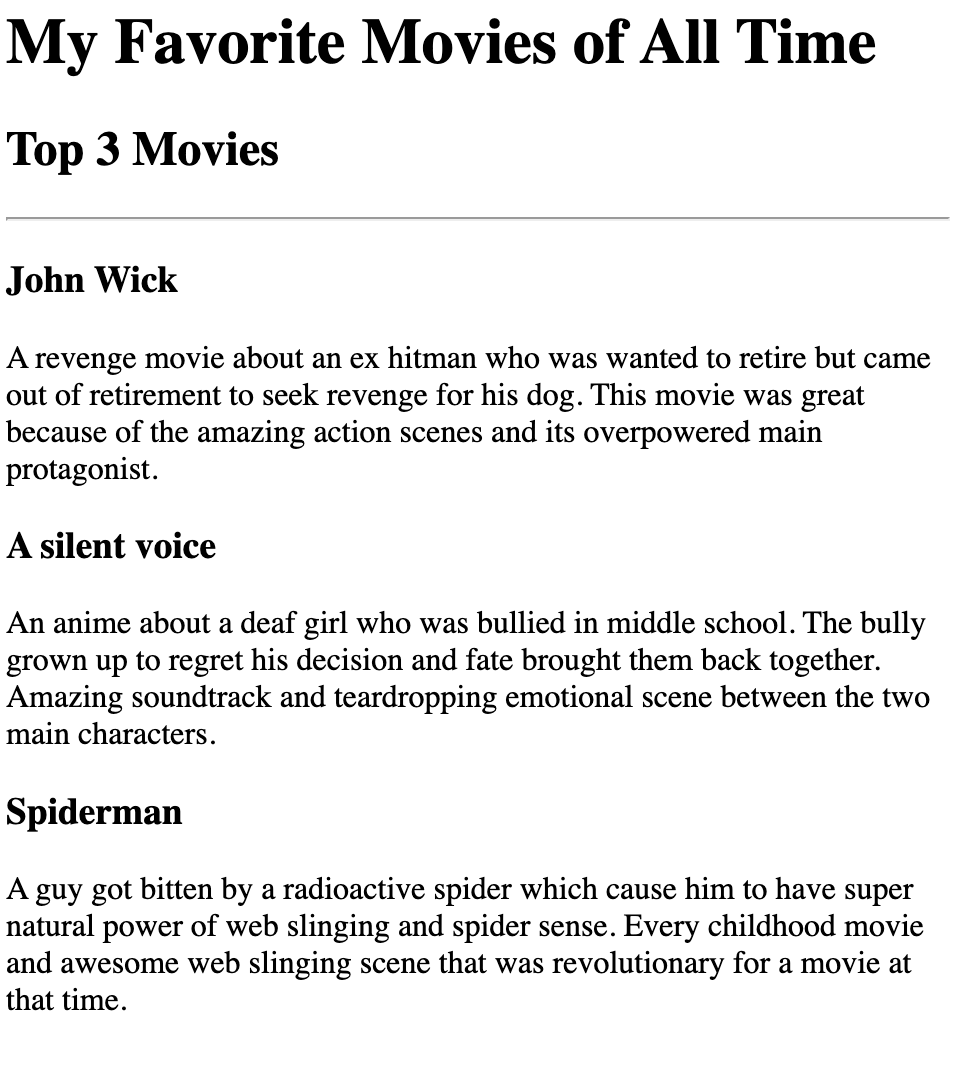 My Favorite Movies of All Time
Top 3 Movies
John Wick
A revenge movie about an ex hitman who was wanted to retire but came
out of retirement to seek revenge for his dog. This movie was great
because of the amazing action scenes and its overpowered main
protagonist.
A silent voice
An anime about a deaf girl who was bullied in middle school. The bully
grown up to regret his decision and fate brought them back together.
Amazing soundtrack and teardropping emotional scene between the two
main characters.
Spiderman
A guy got bitten by a radioactive spider which cause him to have super
natural power of web slinging and spider sense. Every childhood movie
and awesome web slinging scene that was revolutionary for a movie at
that time.